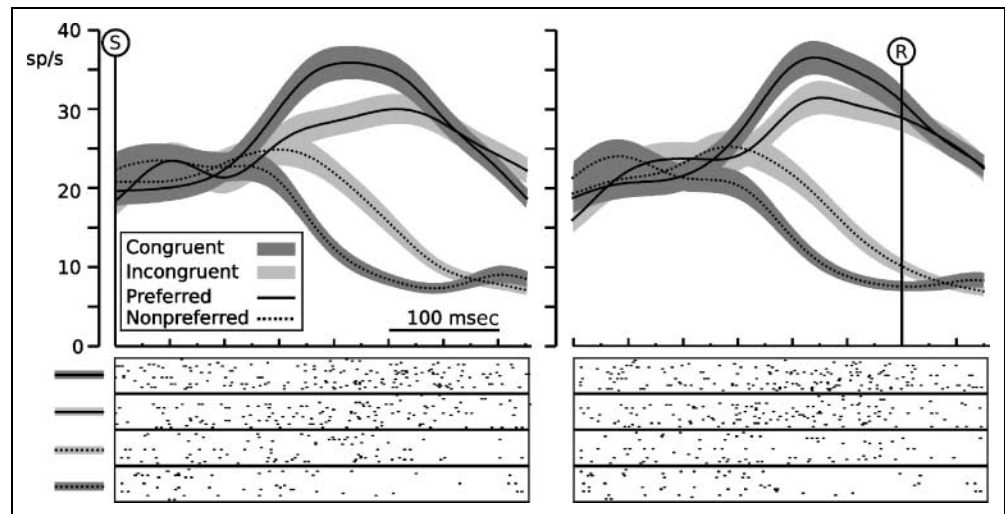 40
sp/s
30
20
10
0
S
R
Congruent
Incongruent
Preferred
Nonpreferred
100 msec